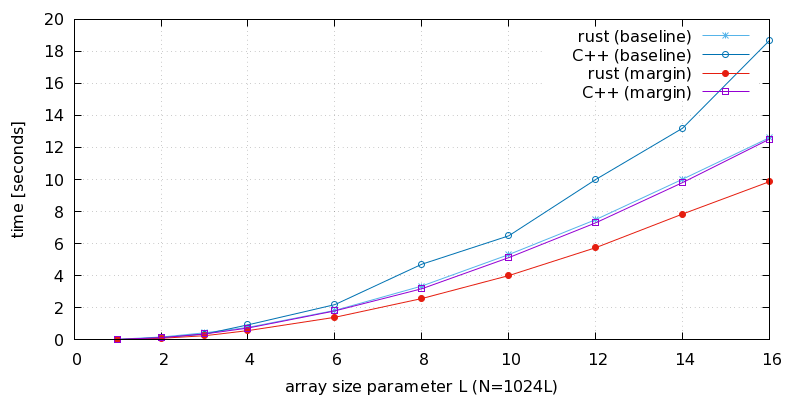 20
18
16
14
12
10
8
6
4
2
0
time [seconds]
rust (baseline)
C++ (baseline)
rust (margin)
C++ (margin)
0 2 4 6 8 10 12 14 16
array size parameter L (N=1024L)